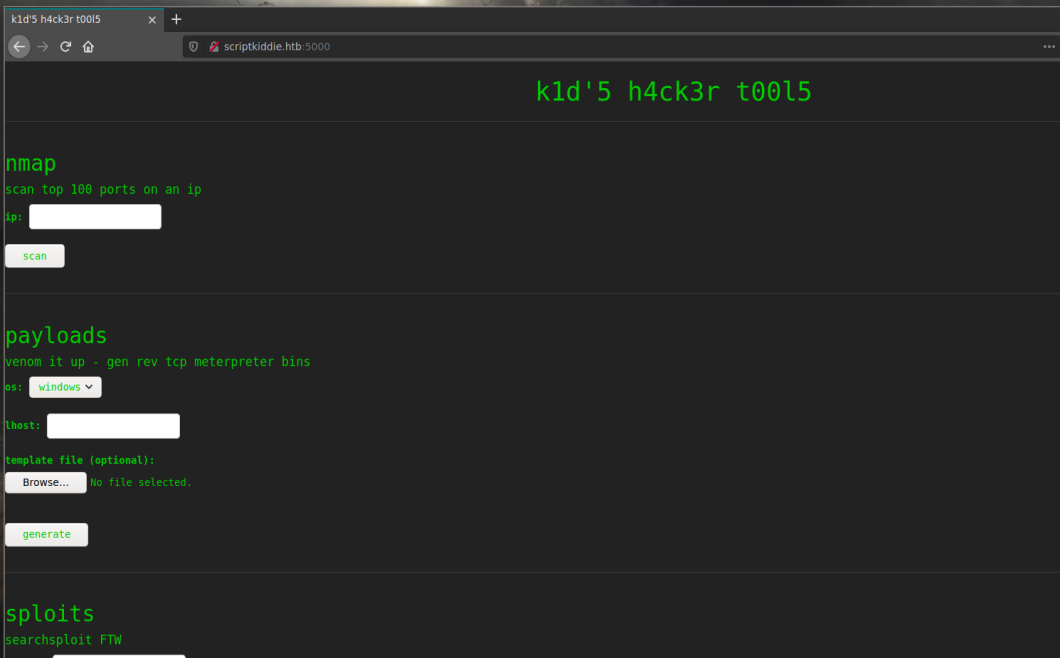 k1d'5 h4ck3r t00l5
scriptkiddie.htb:5000
k1d'5 h4ck3r t00l5
nmap
scan top 100 ports on an ip
ip:
scan
payloads
venom it up - gen rev tcp meterpreter bins
os: windows
lhost:
template file (optional):
Browse... No file selected.
generate
sploits
searchsploit FTW